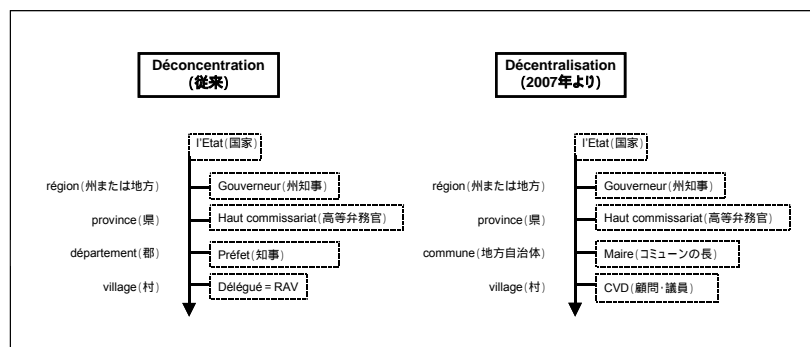 Déconcentration
(従来)
l'Etat(国家)
région(州または地方)
Gouverneur(州知事)
province(県)
Haut commissariat(高等弁務官)
département(郡)
Préfet(知事)
village(村)
Délégué = RAV
Décentralisation
(2007年より)
l'Etat(国家)
région(州または地方)
Gouverneur(州知事)
province(県)
Haut commissariat(高等弁務官)
commune(地方自治体)
Maire(コミューンの長)
village(村)
CVD(顧問・議員)